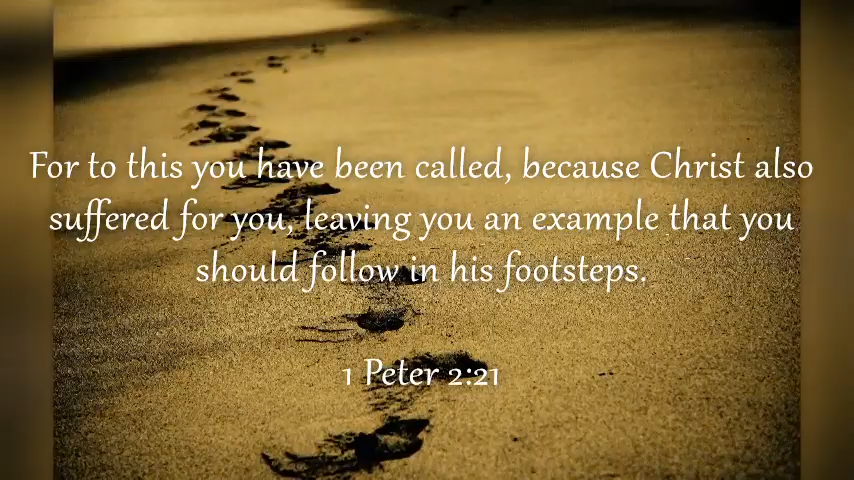 For to this you have been called, because Christ also
suffered for you, leaving you an example that you
should follow in his footsteps.
1 Peter 2:21